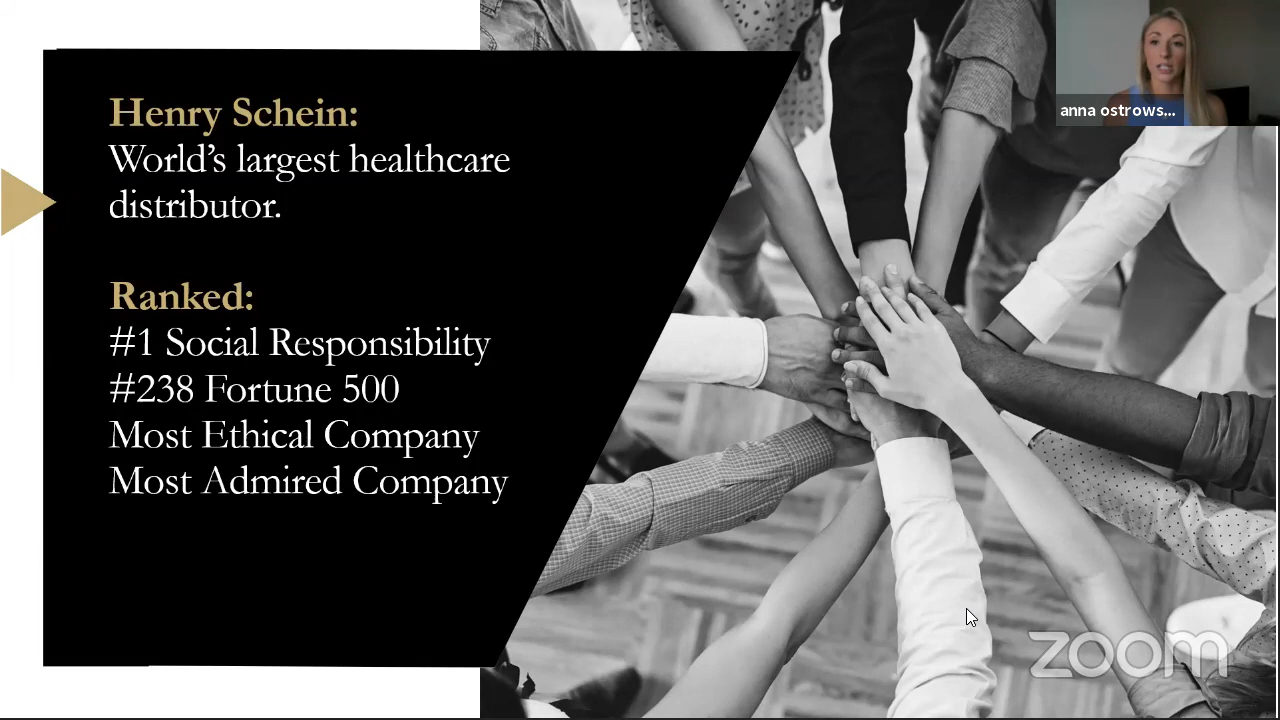 Henry Schein:
World's largest healthcare
distributor.
Ranked:
#1 Social Responsibility
#238 Fortune 500
Most Ethical Company
Most Admired Company
anna ostrows...
zoom